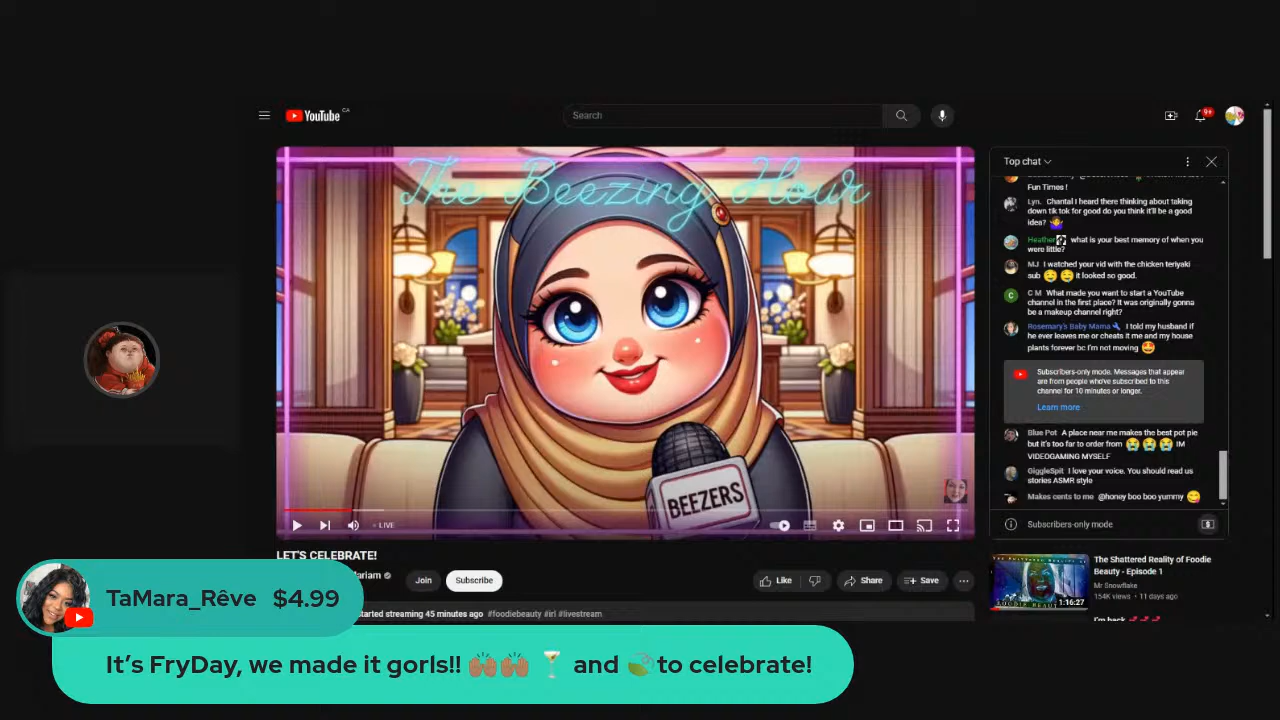 YouTube CA
Search
9+
The Beezing Hour
BEEZERS
LIVE
LET'S CELEBRATE!
Join
Subscribe
Like
Share
Save
started streaming 45 minutes ago #foodiebeauty #irl #livestream
Top chat
Fun Times !
Lyn. Chantal I heard there thinking about taking
down tik tok for good do you think it'll be a good
idea? 🤷‍♀️
Heather what is your best memory of when you
were little?
MJ I watched your vid with the chicken teriyaki
sub 🤤 🤤 it looked so good.
C M What made you want to start a YouTube
channel in the first place? It was originally gonna
be a makeup channel right?
Rosemary's Baby Mama 🔧 I told my husband if
he ever leaves me or cheats it me and my house
plants forever bc I'm not moving 🤩
Subscribers-only mode. Messages that appear
are from people who've subscribed to this
channel for 10 minutes or longer.
Learn more
Blue Pot A place near me makes the best pot pie
but it's too far to order from 😭 😭 😭 IM
VIDEOGAMING MYSELF
GiggleSpit I love your voice. You should read us
stories ASMR style
Makes cents to me @honey boo boo yummy 😋
Subscribers-only mode
The Shattered Reality of Foodie
Beauty - Episode 1
Mr Snowflake
154K views • 11 days ago
1:16:27
I'm back 💕💕💕
TaMara_Rêve $4.99
It's FryDay, we made it gorls!! 🙌🏽🙌🏽 🍸 and 🍃to celebrate!